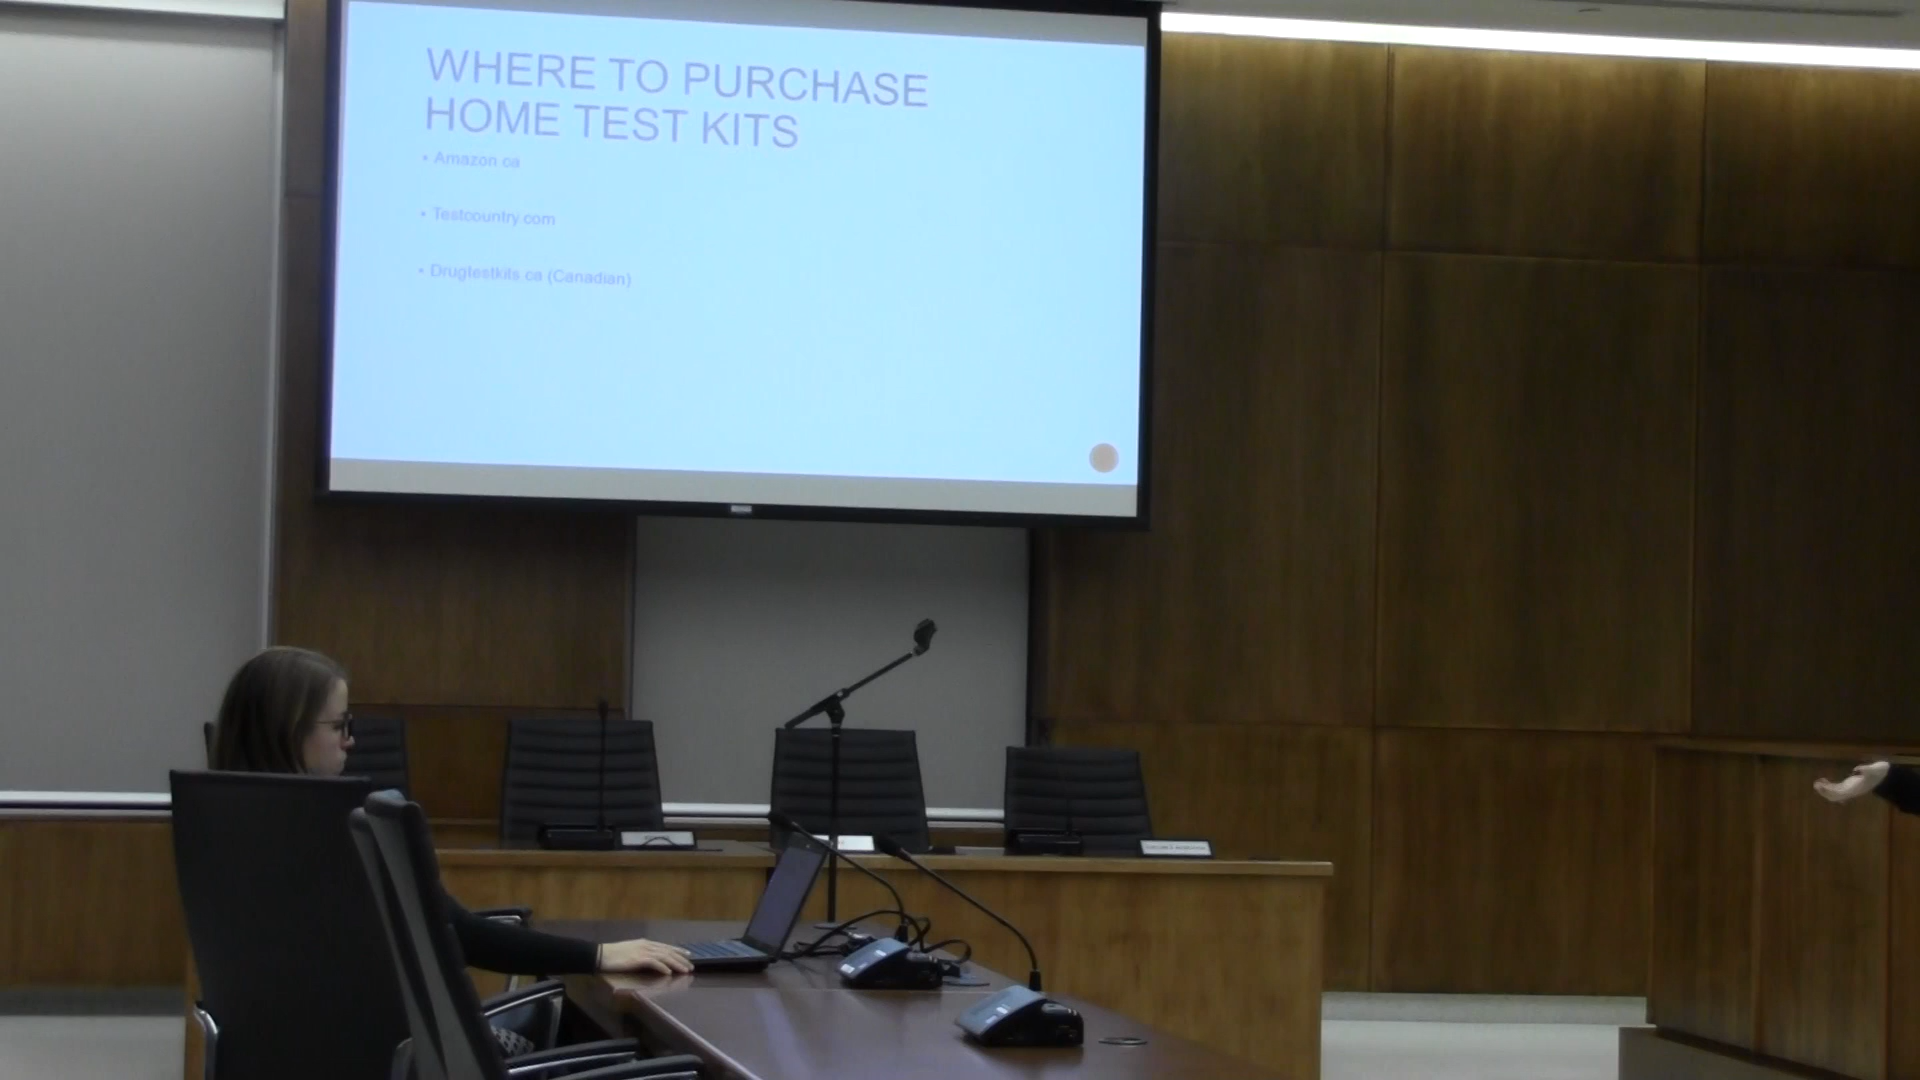 WHERE TO PURCHASE
HOME TEST KITS
• Amazon ca
• Testcountry com
• Drugtestkits ca (Canadian)